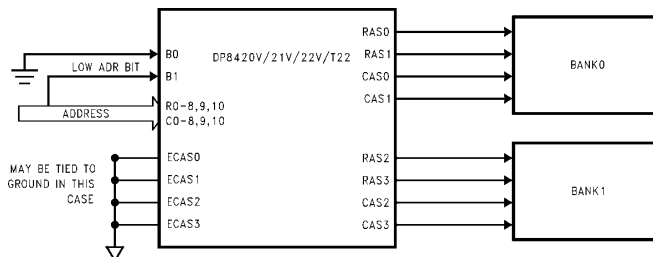 RAS0
DP8420V/21V/22V/T22
RAS1
B0
BANK0
LOW ADR BIT
B1
CAS0
CAS1
R0-8,9,10
ADDRESS
C0-8,9,10
ECAS0
RAS2
MAY BE TIED TO
GROUND IN THIS
CASE
ECAS1
RAS3
BANK1
ECAS2
CAS2
ECAS3
CAS3